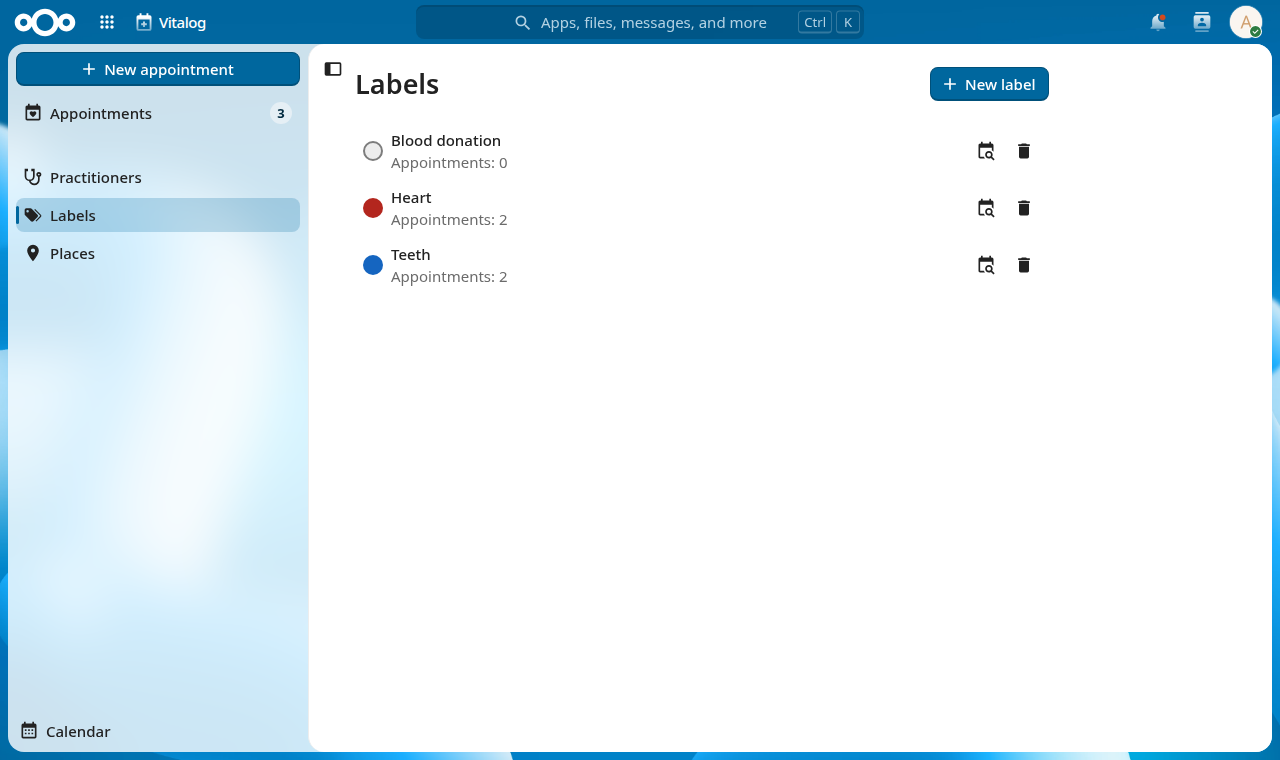 Vitalog
Apps, files, messages, and more
Ctrl
K
A
New appointment
Appointments
3
Practitioners
Labels
Places
Calendar
Labels
New label
Blood donation
Appointments: 0
Heart
Appointments: 2
Teeth
Appointments: 2